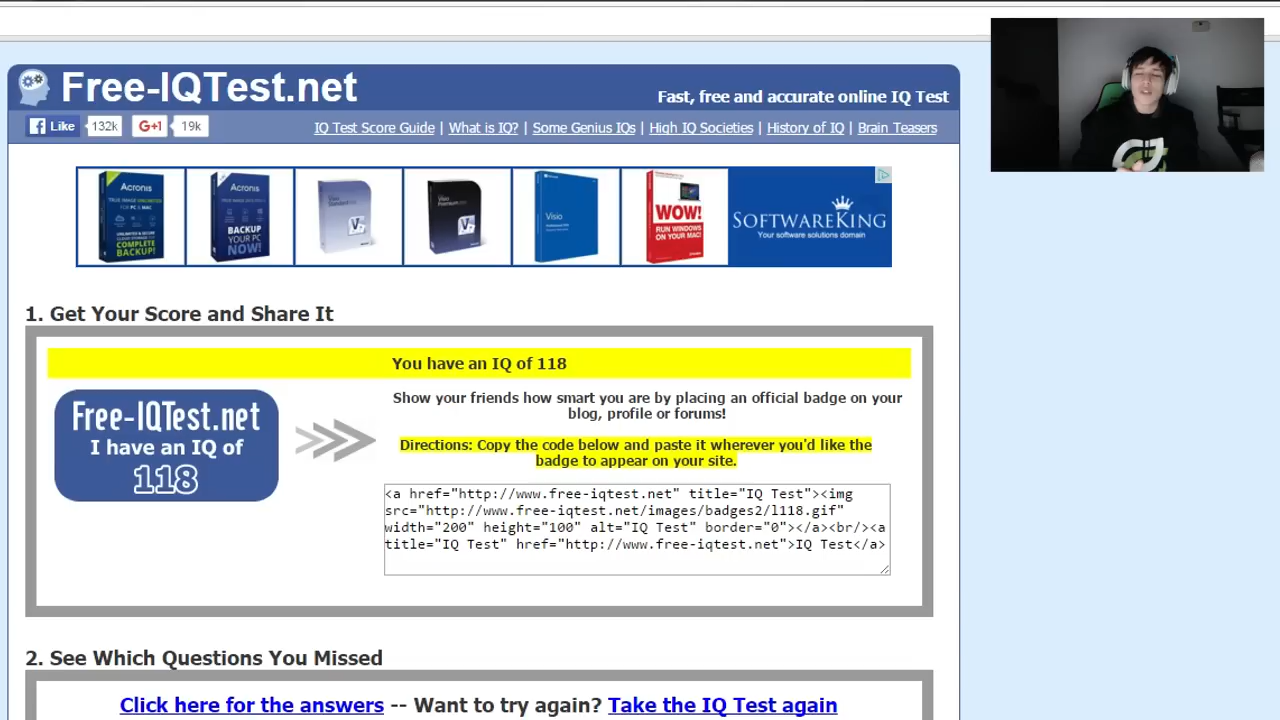 Free-IQTest.net
Fast, free and accurate online IQ Test
Like 132k G+1 19k
IQ Test Score Guide | What is IQ? | Some Genius IQs | High IQ Societies | History of IQ | Brain Teasers
Acronis
COMPLETE
BACKUP!
Acronis
BACKUP
YOUR PC
NOW!
Visio
WOW!
RUN WINDOWS
ON YOUR MAC!
SOFTWAREKING
Your software solutions domain
1. Get Your Score and Share It
You have an IQ of 118
Free-IQTest.net
I have an IQ of
118
Show your friends how smart you are by placing an official badge on your
blog, profile or forums!
Directions: Copy the code below and paste it wherever you'd like the
badge to appear on your site.
<a href="http://www.free-iqtest.net" title="IQ Test"><img
src="http://www.free-iqtest.net/images/badges2/l118.gif"
width="200" height="100" alt="IQ Test" border="0"></a><br/><a
title="IQ Test" href="http://www.free-iqtest.net">IQ Test</a>
2. See Which Questions You Missed
Click here for the answers -- Want to try again? Take the IQ Test again